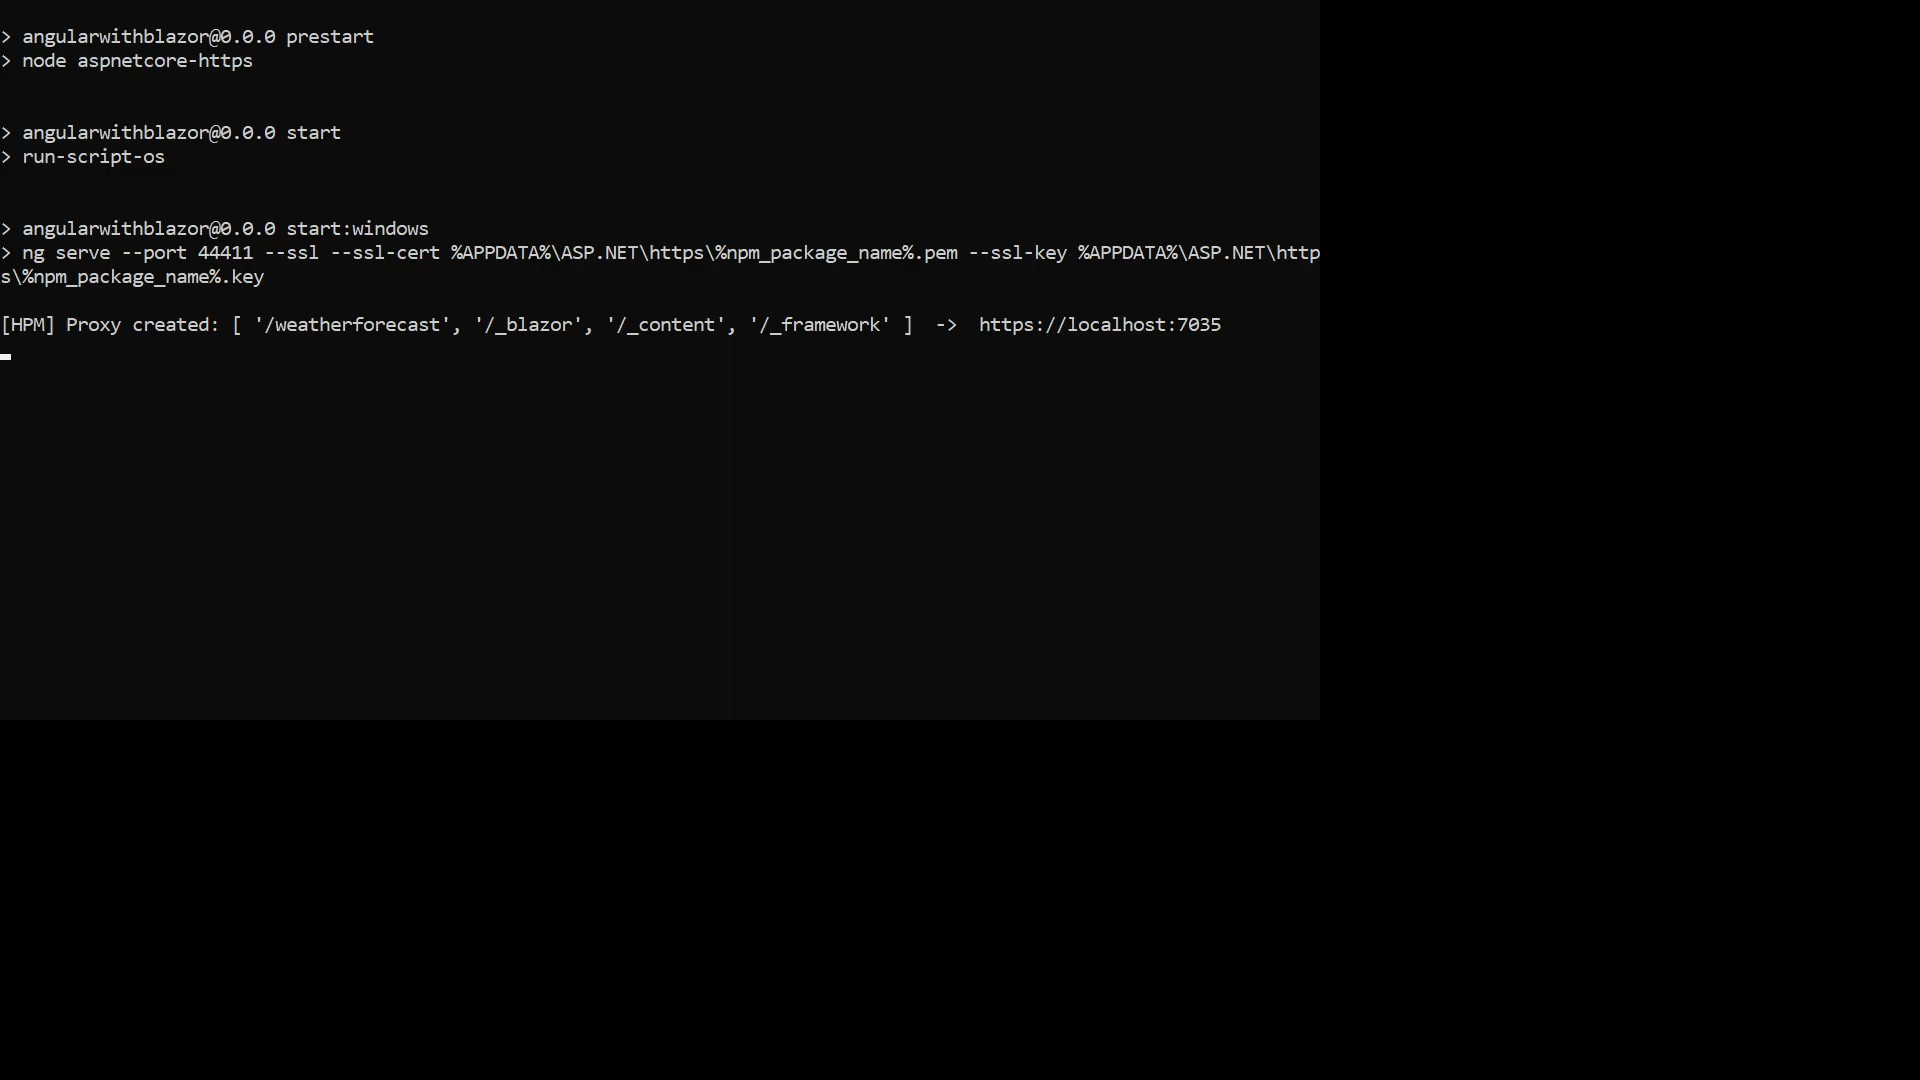 > angularwithblazor@0.0.0 prestart
> node aspnetcore-https
> angularwithblazor@0.0.0 start
> run-script-os
> angularwithblazor@0.0.0 start:windows
> ng serve --port 44411 --ssl --ssl-cert %APPDATA%\ASP.NET\https\%npm_package_name%.pem --ssl-key %APPDATA%\ASP.NET\http
s\%npm_package_name%.key
[HPM] Proxy created: [ '/weatherforecast', '/_blazor', '/_content', '/_framework' ]  ->  https://localhost:7035